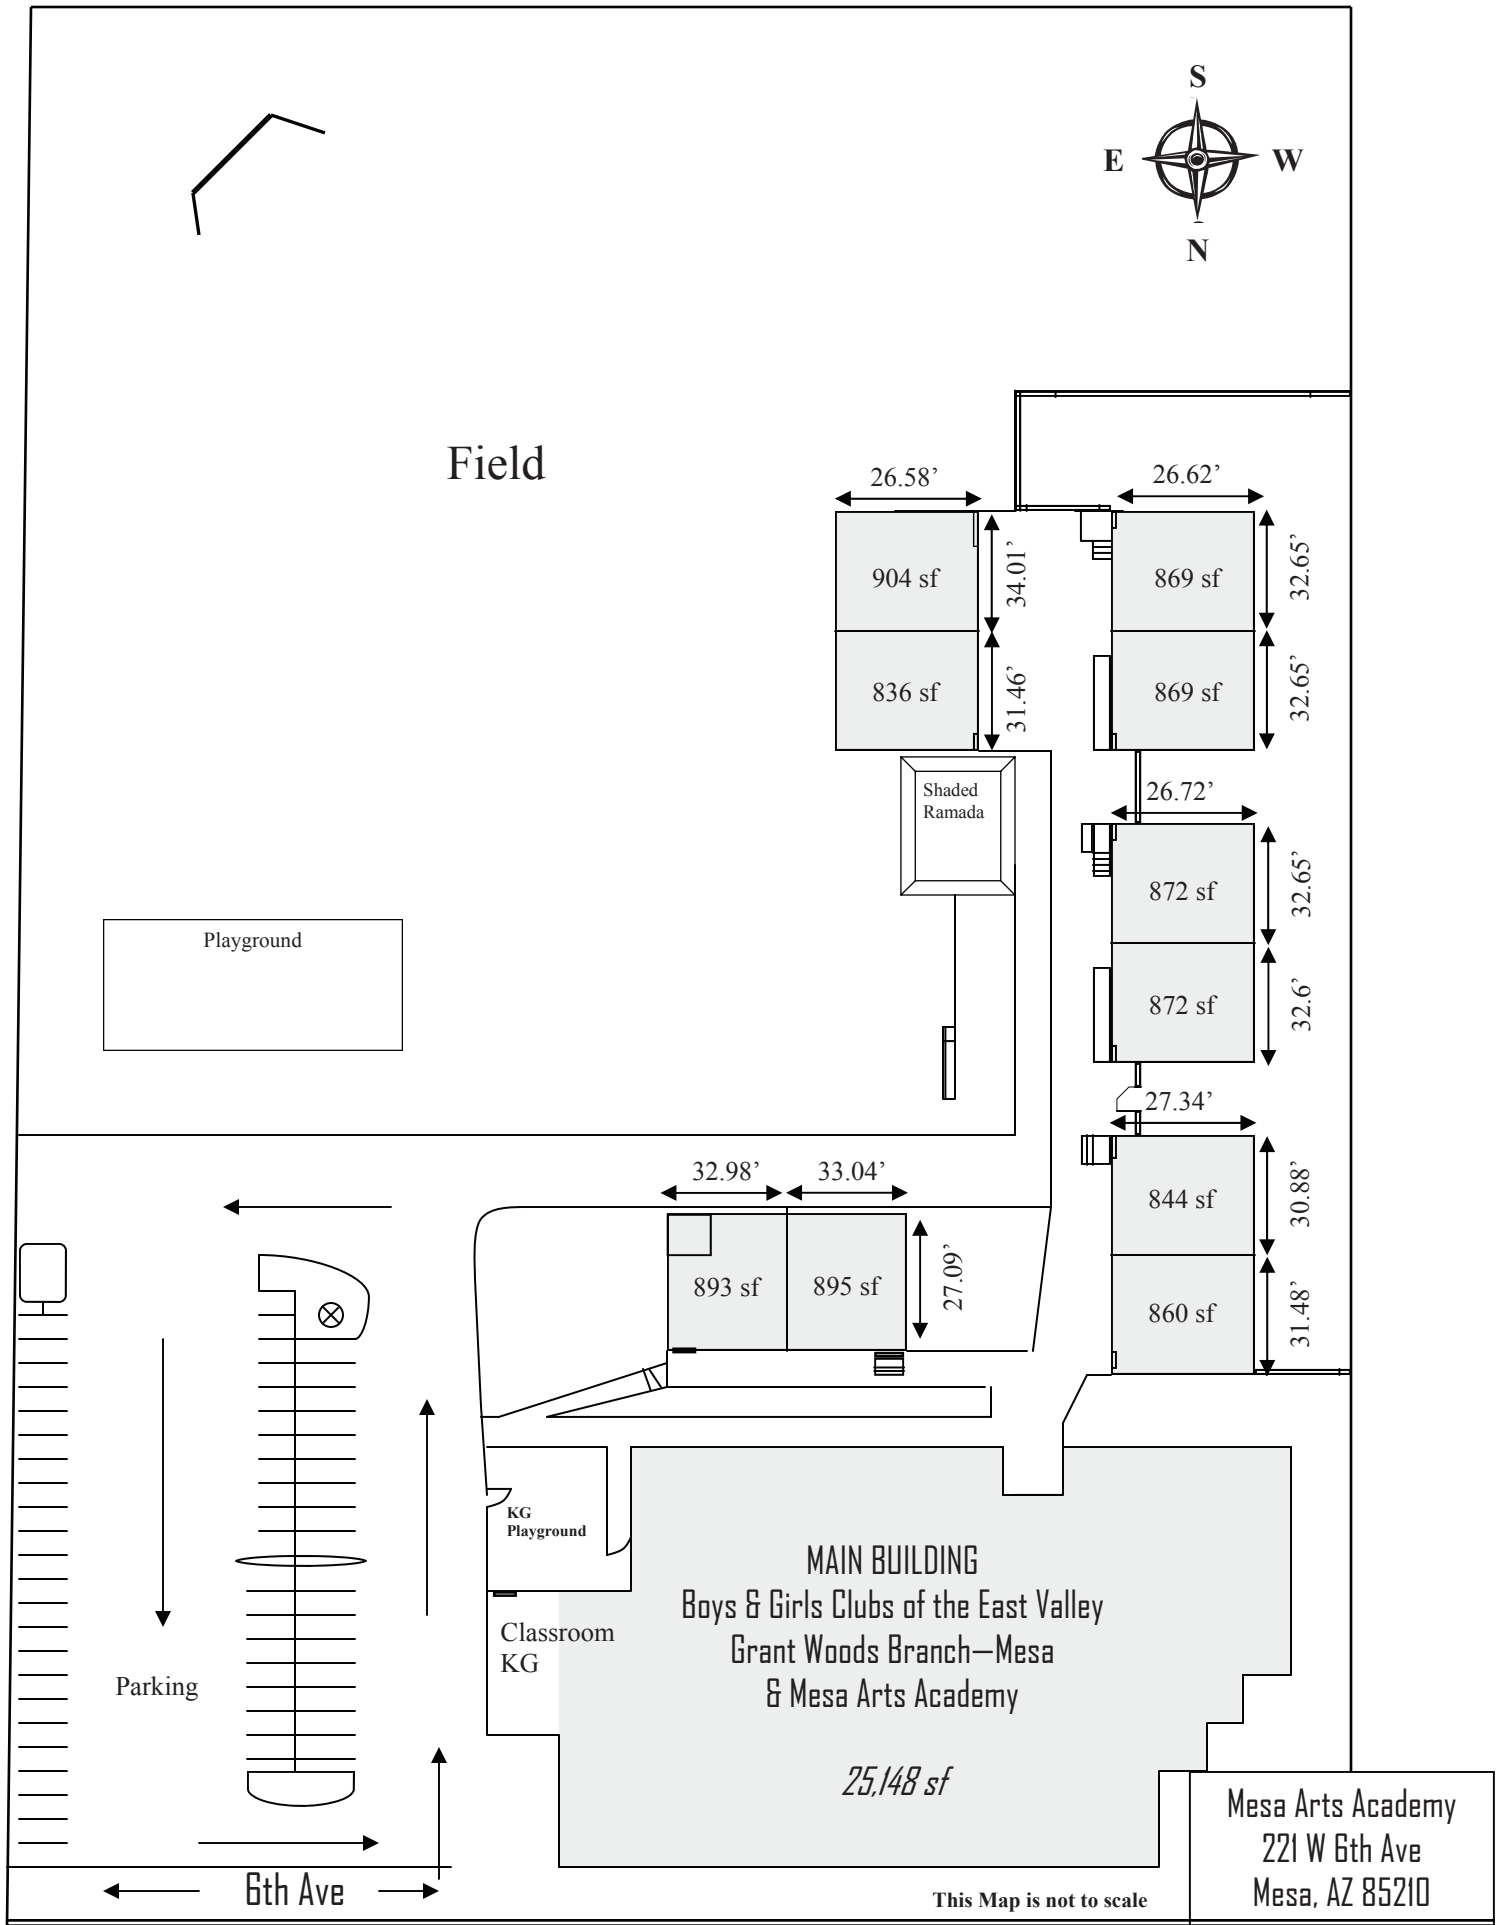 S
E
W
N
Field
26.58’
26.62’
904 sf
34.01’
869 sf
32.65’
836 sf
31.46’
869 sf
32.65’
Shaded
Ramada
26.72’
872 sf
32.65’
Playground
872 sf
32.6’
27.34’
32.98’
33.04’
844 sf
30.88’
893 sf
895 sf
27.09’
860 sf
31.48’
KG
Playground
MAIN BUILDING
Boys & Girls Clubs of the East Valley
Grant Woods Branch—Mesa
& Mesa Arts Academy
25,148 sf
Classroom
KG
Parking
6th Ave
This Map is not to scale
Mesa Arts Academy
221 W 6th Ave
Mesa, AZ 85210